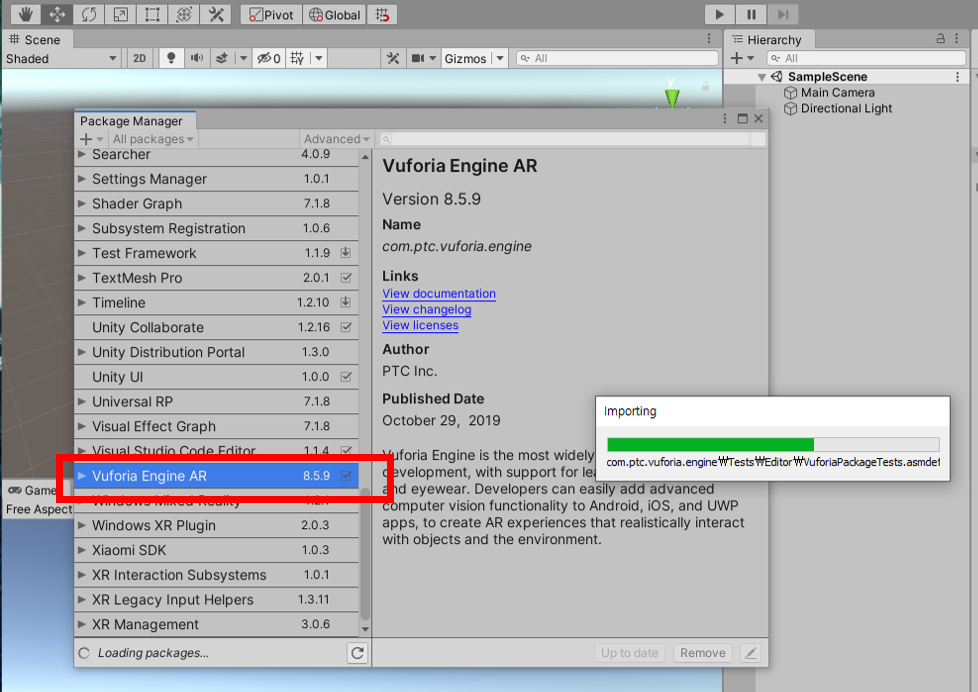 Pivot Global
Scene
Hierarchy
Shaded 2D 0 Gizmos All
All
SampleScene
Main Camera
Directional Light
Package Manager
All packages Advanced
Searcher 4.0.9
Settings Manager 1.0.1
Shader Graph 7.1.8
Subsystem Registration 1.0.6
Test Framework 1.1.9
TextMesh Pro 2.0.1
Timeline 1.2.10
Unity Collaborate 1.2.16
Unity Distribution Portal 1.3.0
Unity UI 1.0.0
Universal RP 7.1.8
Visual Effect Graph 7.1.8
Visual Studio Code Editor 1.1.4
Vuforia Engine AR 8.5.9
Windows Mixed Reality
Windows XR Plugin 2.0.3
Xiaomi SDK 1.0.3
XR Interaction Subsystems 1.0.1
XR Legacy Input Helpers 1.3.11
XR Management 3.0.6
Loading packages...
Vuforia Engine AR
Version 8.5.9
Name
com.ptc.vuforia.engine
Links
View documentation
View changelog
View licenses
Author
PTC Inc.
Published Date
October 29, 2019
Vuforia Engine is the most widely
development, with support for lea
and eyewear. Developers can easily add advanced
computer vision functionality to Android, iOS, and UWP
apps, to create AR experiences that realistically interact
with objects and the environment.
Up to date Remove
Importing
com.ptc.vuforia.engine₩Tests₩Editor₩VuforiaPackageTests.asmdef
Game
Free Aspect
y